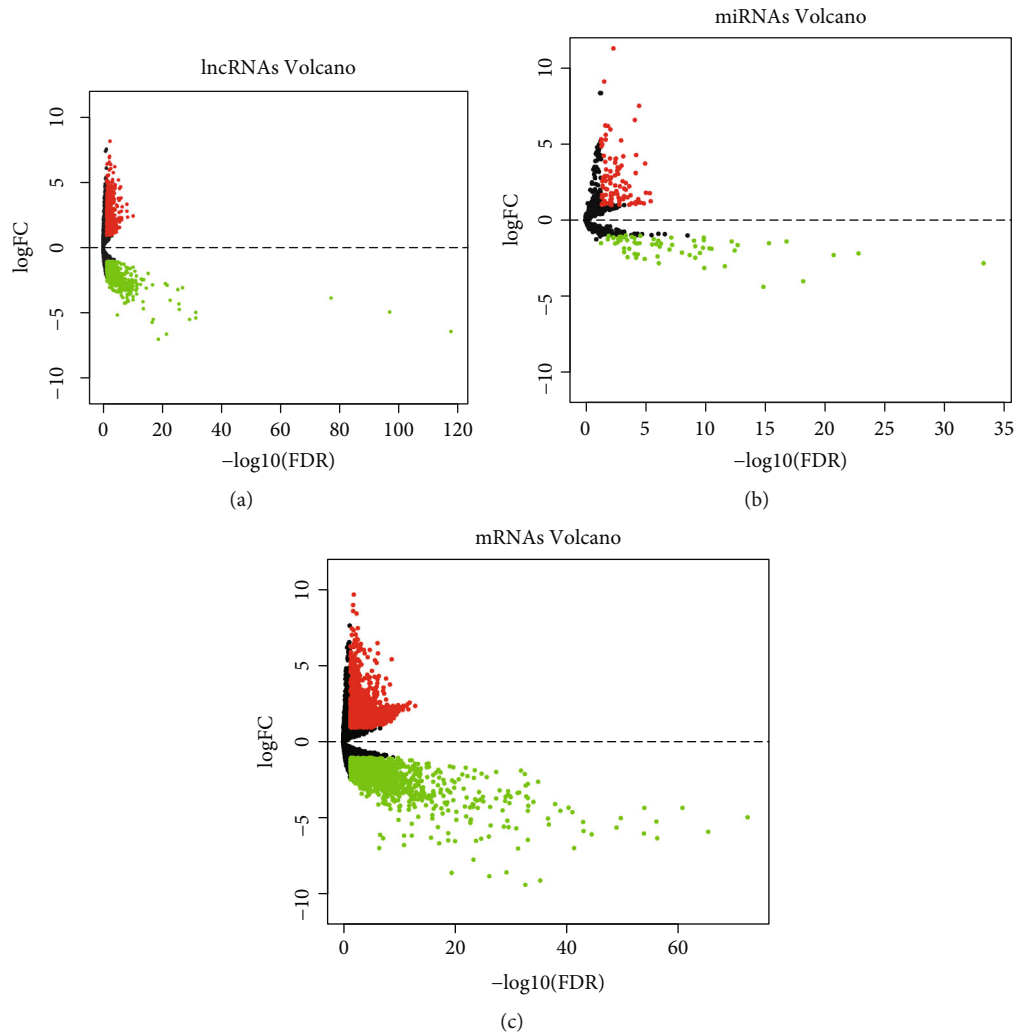 lncRNAs Volcano
logFC
10
5
0
−5
−10
0 20 40 60 80 100 120
−log10(FDR)
(a)
miRNAs Volcano
logFC
10
5
0
−5
−10
0 5 10 15 20 25 30 35
−log10(FDR)
(b)
mRNAs Volcano
logFC
10
5
0
−5
−10
0 20 40 60
−log10(FDR)
(c)